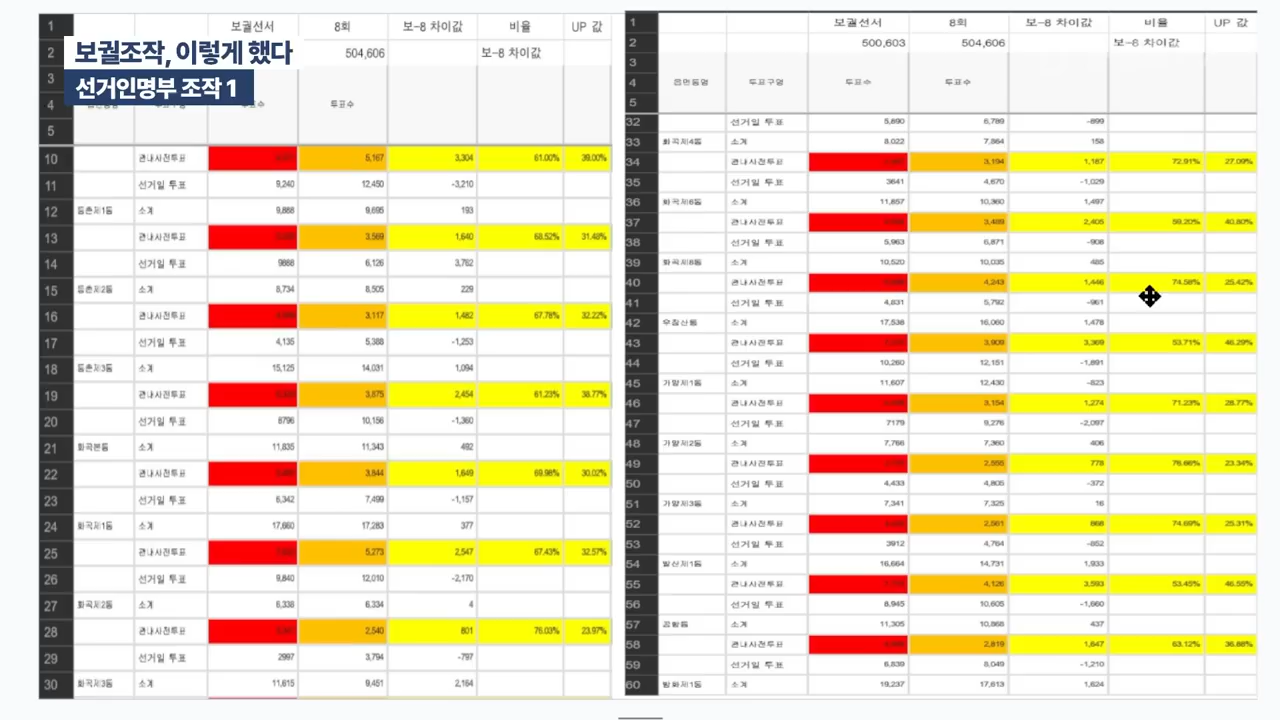 1 보궐선서 8회 보-8 차이값 비율 UP 값
2 504,606 보-8 차이값
보궐조작, 이렇게 했다
선거인명부 조작 1
3
4 투표수
5
10 관내사전투표 5,167 3,304 61.00% 39.00%
11 선거일 투표 9,240 12,450 -3,210
12 등촌제1동 소계 9,888 9,695 193
13 관내사전투표 3,569 1,640 68.52% 31.48%
14 선거일 투표 9888 6,126 3,762
15 등촌제2동 소계 8,734 8,505 229
16 관내사전투표 3,117 1,482 67.78% 32.22%
17 선거일 투표 4,135 5,388 -1,253
18 등촌제3동 소계 15,125 14,031 1,094
19 관내사전투표 3,875 2,454 61.23% 38.77%
20 선거일 투표 8796 10,156 -1,360
21 화곡본동 소계 11,835 11,343 492
22 관내사전투표 3,844 1,649 69.98% 30.02%
23 선거일 투표 6,342 7,499 -1,157
24 화곡제1동 소계 17,660 17,283 377
25 관내사전투표 5,273 2,547 67.43% 32.57%
26 선거일 투표 9,840 12,010 -2,170
27 화곡제2동 소계 6,338 6,334 4
28 관내사전투표 2,540 801 76.03% 23.97%
29 선거일 투표 2997 3,794 -797
30 화곡제3동 소계 11,615 9,451 2,164
1 보궐선서 8회 보-8 차이값 비율 UP 값
2 500,603 504,606 보-8 차이값
3
4 읍면동명 투표구명 투표수 투표수
5
32 선거일 투표 5,890 6,789 -899
33 화곡제4동 소계 8,022 7,864 158
34 관내사전투표 3,194 1,187 72.91% 27.09%
35 선거일 투표 3641 4,670 -1,029
36 화곡제6동 소계 11,857 10,360 1,497
37 관내사전투표 3,489 2,405 59.20% 40.80%
38 선거일 투표 5,963 6,871 -908
39 화곡제8동 소계 10,520 10,035 485
40 관내사전투표 4,243 1,446 74.58% 25.42%
41 선거일 투표 4,831 5,792 -961
42 우장산동 소계 17,538 16,060 1,478
43 관내사전투표 3,909 3,369 53.71% 46.29%
44 선거일 투표 10,260 12,151 -1,891
45 가양제1동 소계 11,607 12,430 -823
46 관내사전투표 3,154 1,274 71.23% 28.77%
47 선거일 투표 7179 9,276 -2,097
48 가양제2동 소계 7,766 7,360 406
49 관내사전투표 2,555 778 76.66% 23.34%
50 선거일 투표 4,433 4,805 -372
51 가양제3동 소계 7,341 7,325 16
52 관내사전투표 2,561 868 74.69% 25.31%
53 선거일 투표 3912 4,764 -852
54 발산제1동 소계 16,664 14,731 1,933
55 관내사전투표 4,126 3,593 53.45% 46.55%
56 선거일 투표 8,945 10,605 -1,660
57 공항동 소계 11,305 10,868 437
58 관내사전투표 2,819 1,647 63.12% 36.88%
59 선거일 투표 6,839 8,049 -1,210
60 방화제1동 소계 19,237 17,613 1,624